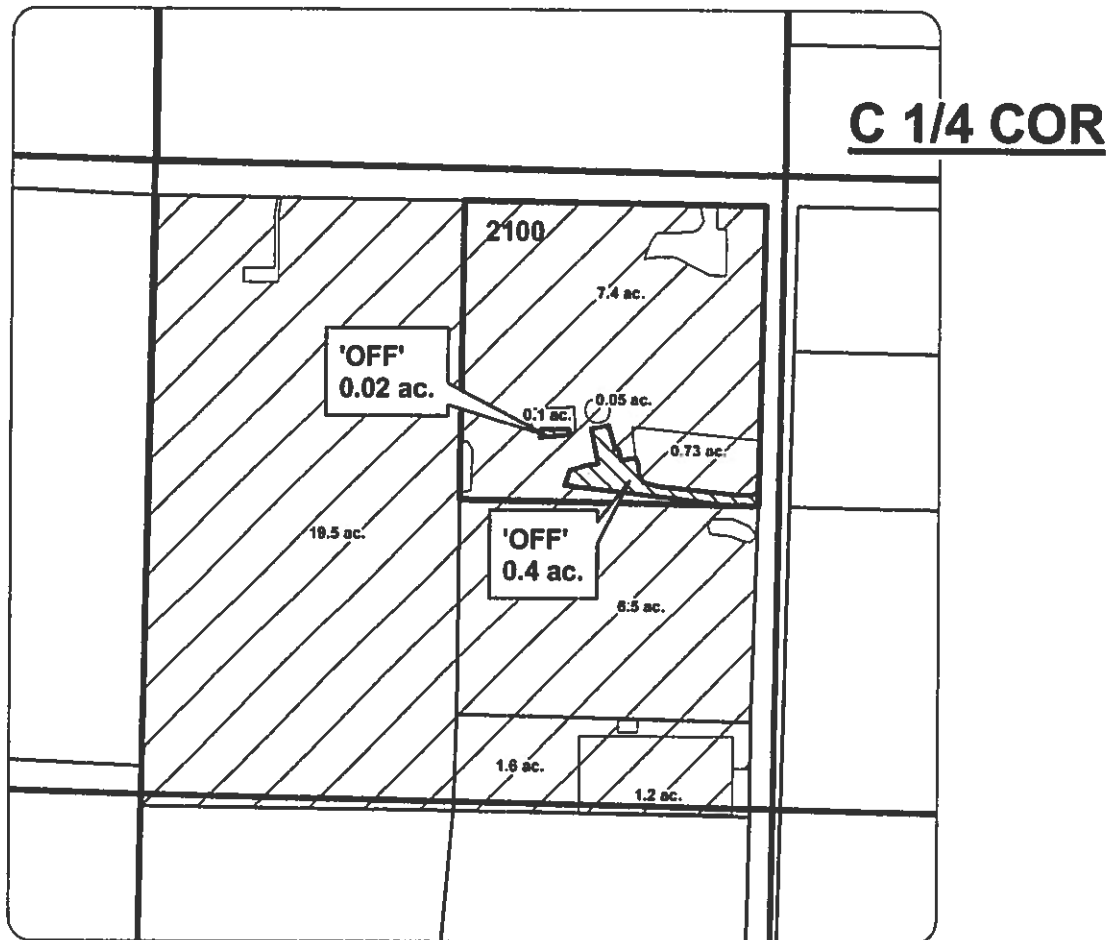 C 1/4 COR
2100
7.4 ac.
'OFF'
0.02 ac.
0.1 ac.
0.05 ac.
0.73 ac.
19.5 ac.
'OFF'
0.4 ac.
6.5 ac.
1.6 ac.
1.2 ac.